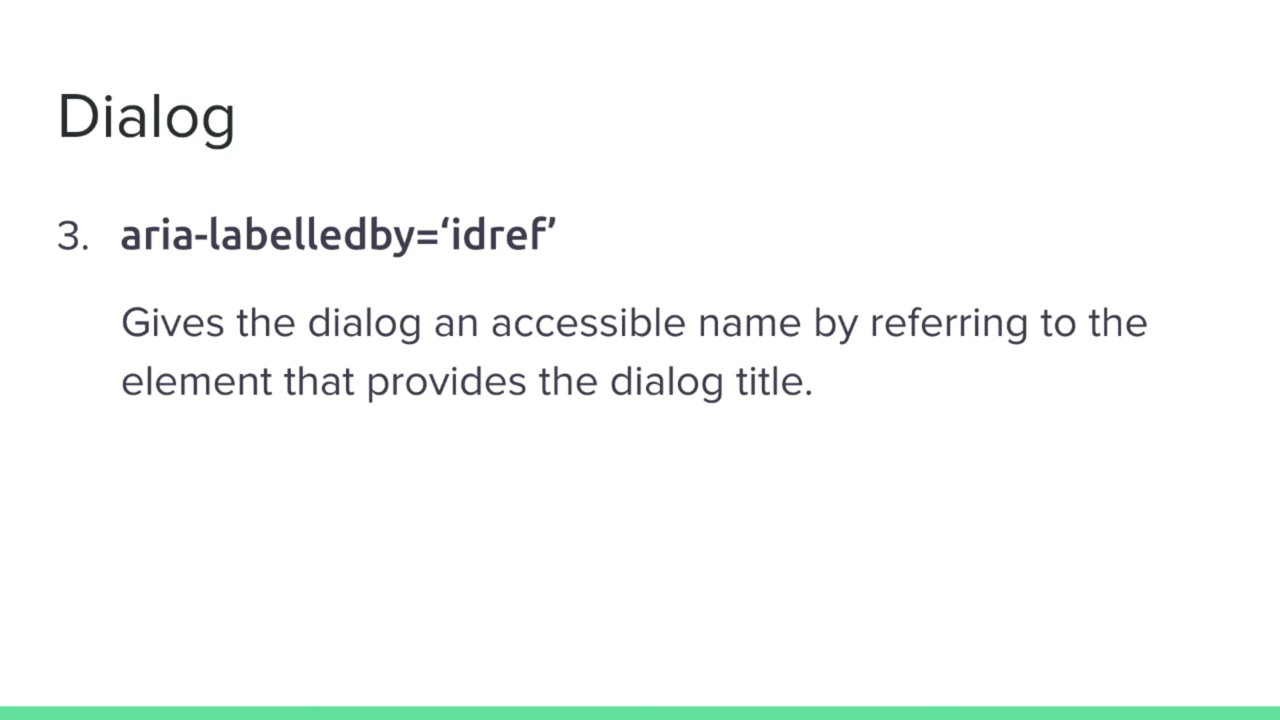 Dialog
3. aria-labelledby=‘idref’
Gives the dialog an accessible name by referring to the
element that provides the dialog title.